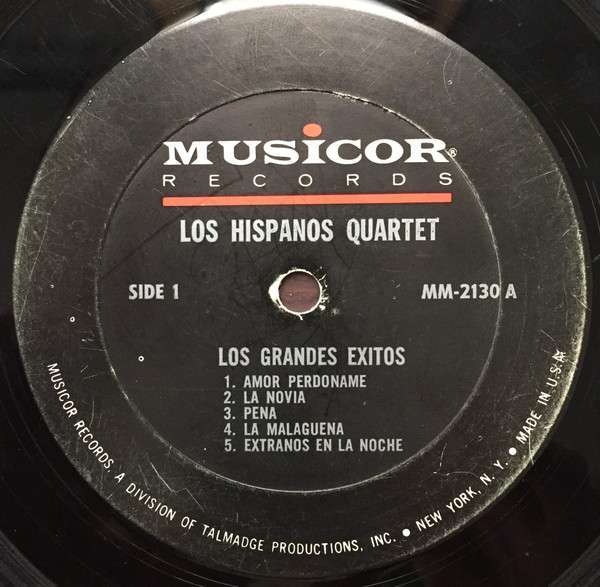 MUSICOR®
RECORDS
LOS HISPANOS QUARTET
SIDE 1
MM-2130 A
LOS GRANDES EXITOS
1. AMOR PERDONAME
2. LA NOVIA
3. PENA
4. LA MALAGUENA
5. EXTRANOS EN LA NOCHE
MUSICOR RECORDS, A DIVISION OF TALMADGE PRODUCTIONS, INC. • NEW YORK, N. Y. • MADE IN U.S.A.